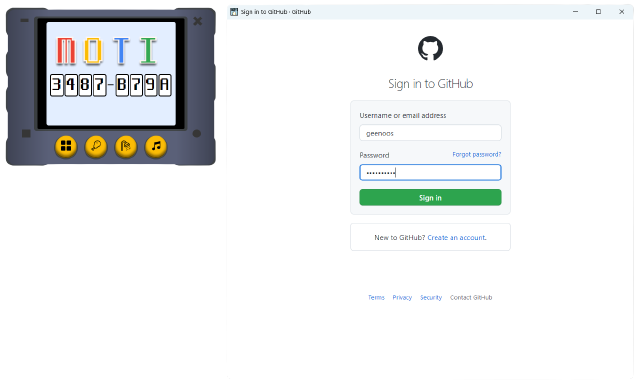 MOTI
3487-B79A
Sign in to GitHub · GitHub
Sign in to GitHub
Username or email address
geenoos
Password
Forgot password?
••••••••••
Sign in
New to GitHub? Create an account.
Terms
Privacy
Security
Contact GitHub